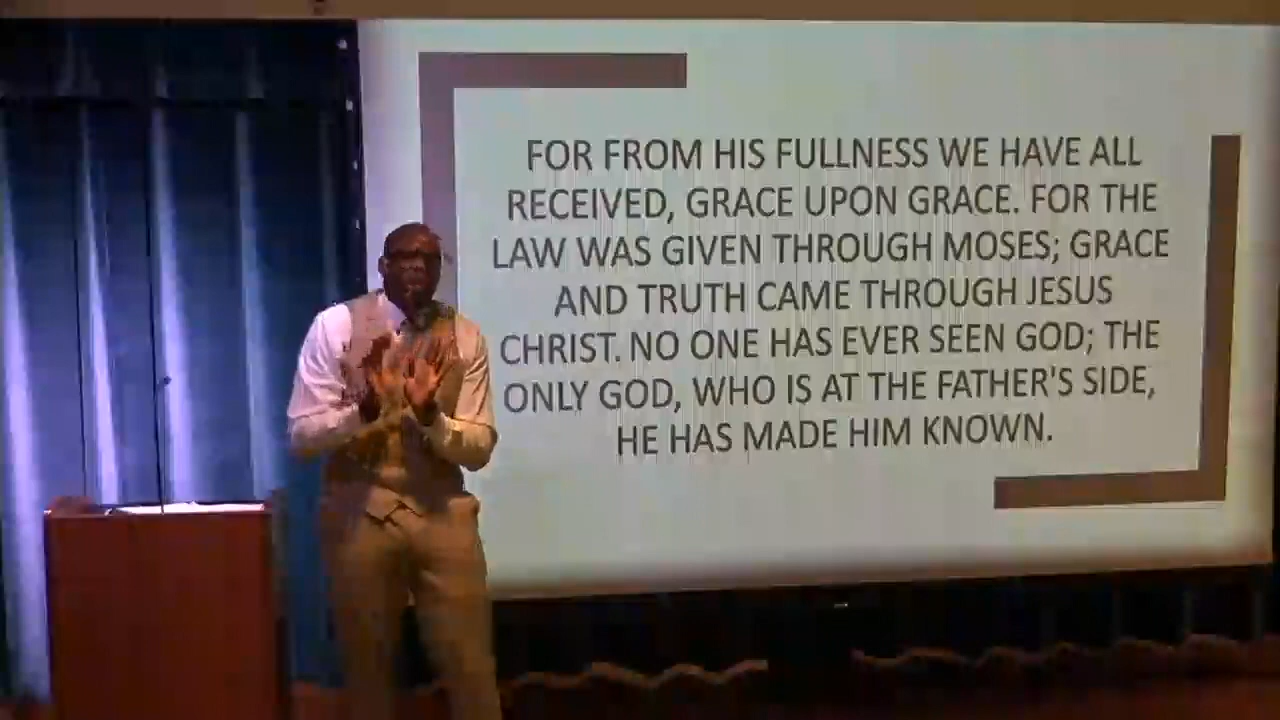 FOR FROM HIS FULLNESS WE HAVE ALL
RECEIVED, GRACE UPON GRACE. FOR THE
LAW WAS GIVEN THROUGH MOSES; GRACE
AND TRUTH CAME THROUGH JESUS
CHRIST. NO ONE HAS EVER SEEN GOD; THE
ONLY GOD, WHO IS AT THE FATHER'S SIDE,
HE HAS MADE HIM KNOWN.